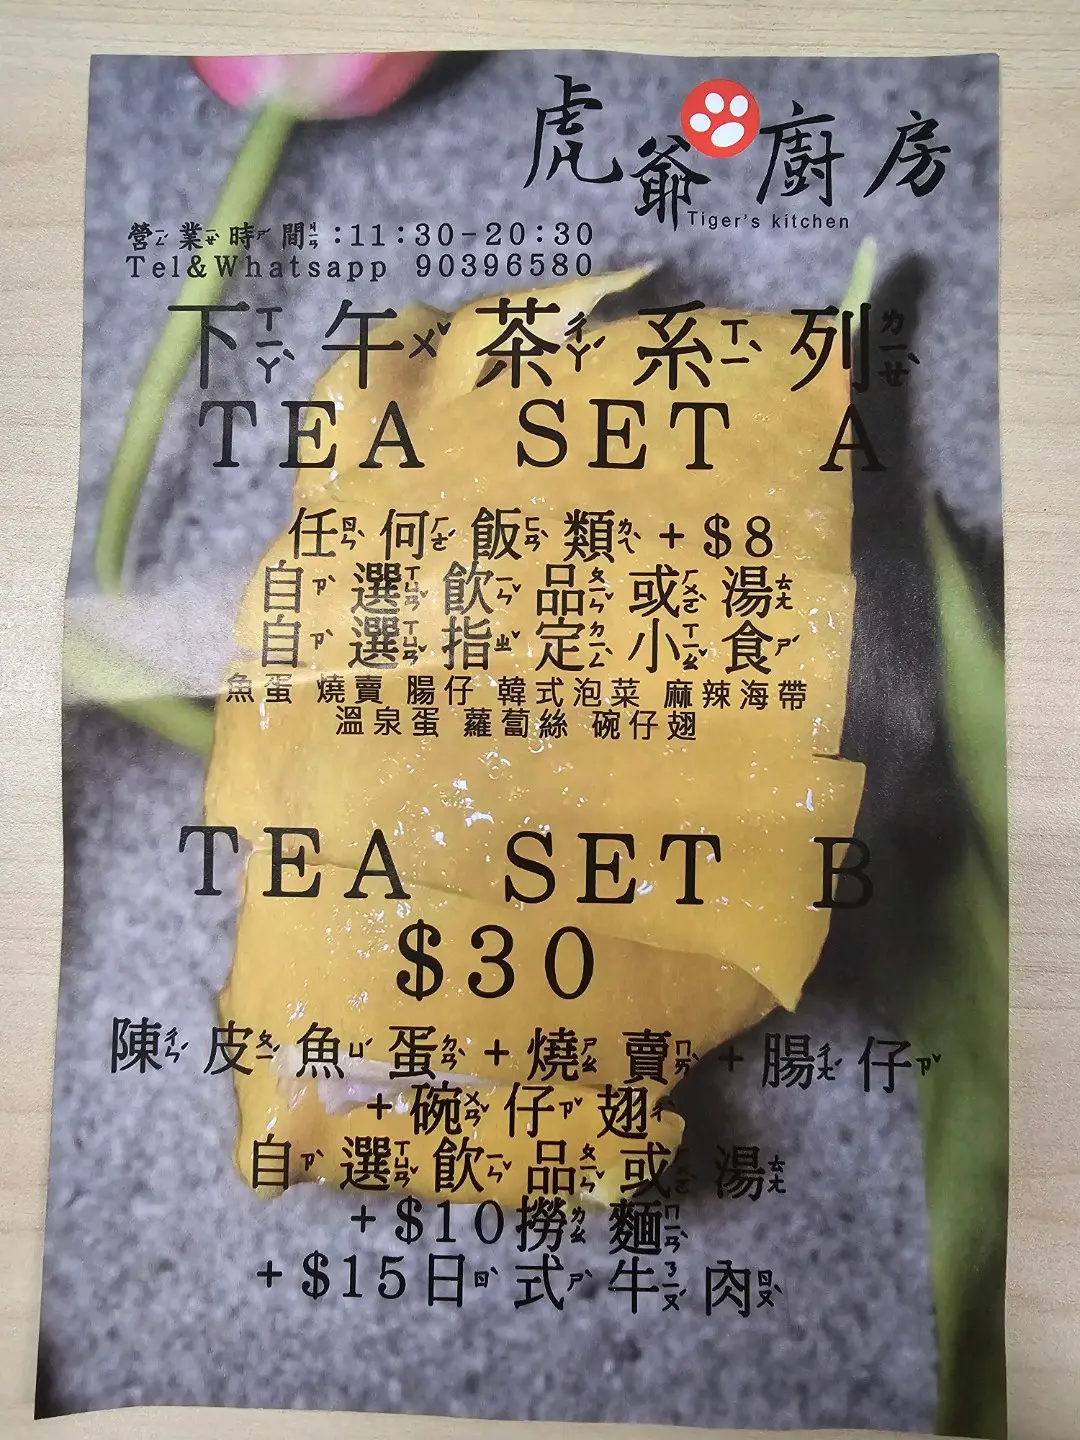 虎爺廚房
Tiger's kitchen
營業時間:11:30-20:30
Tel&Whatsapp 90396580
下午茶系列
TEA SET A
任何飯類+$8
自選飲品或湯
自選指定小食
魚蛋 燒賣 腸仔 韓式泡菜 麻辣海帶
溫泉蛋 蘿蔔絲 碗仔翅
TEA SET B
$30
陳皮魚蛋+燒賣+腸仔
+碗仔翅
自選飲品或湯
+$10撈麵
+$15日式牛肉